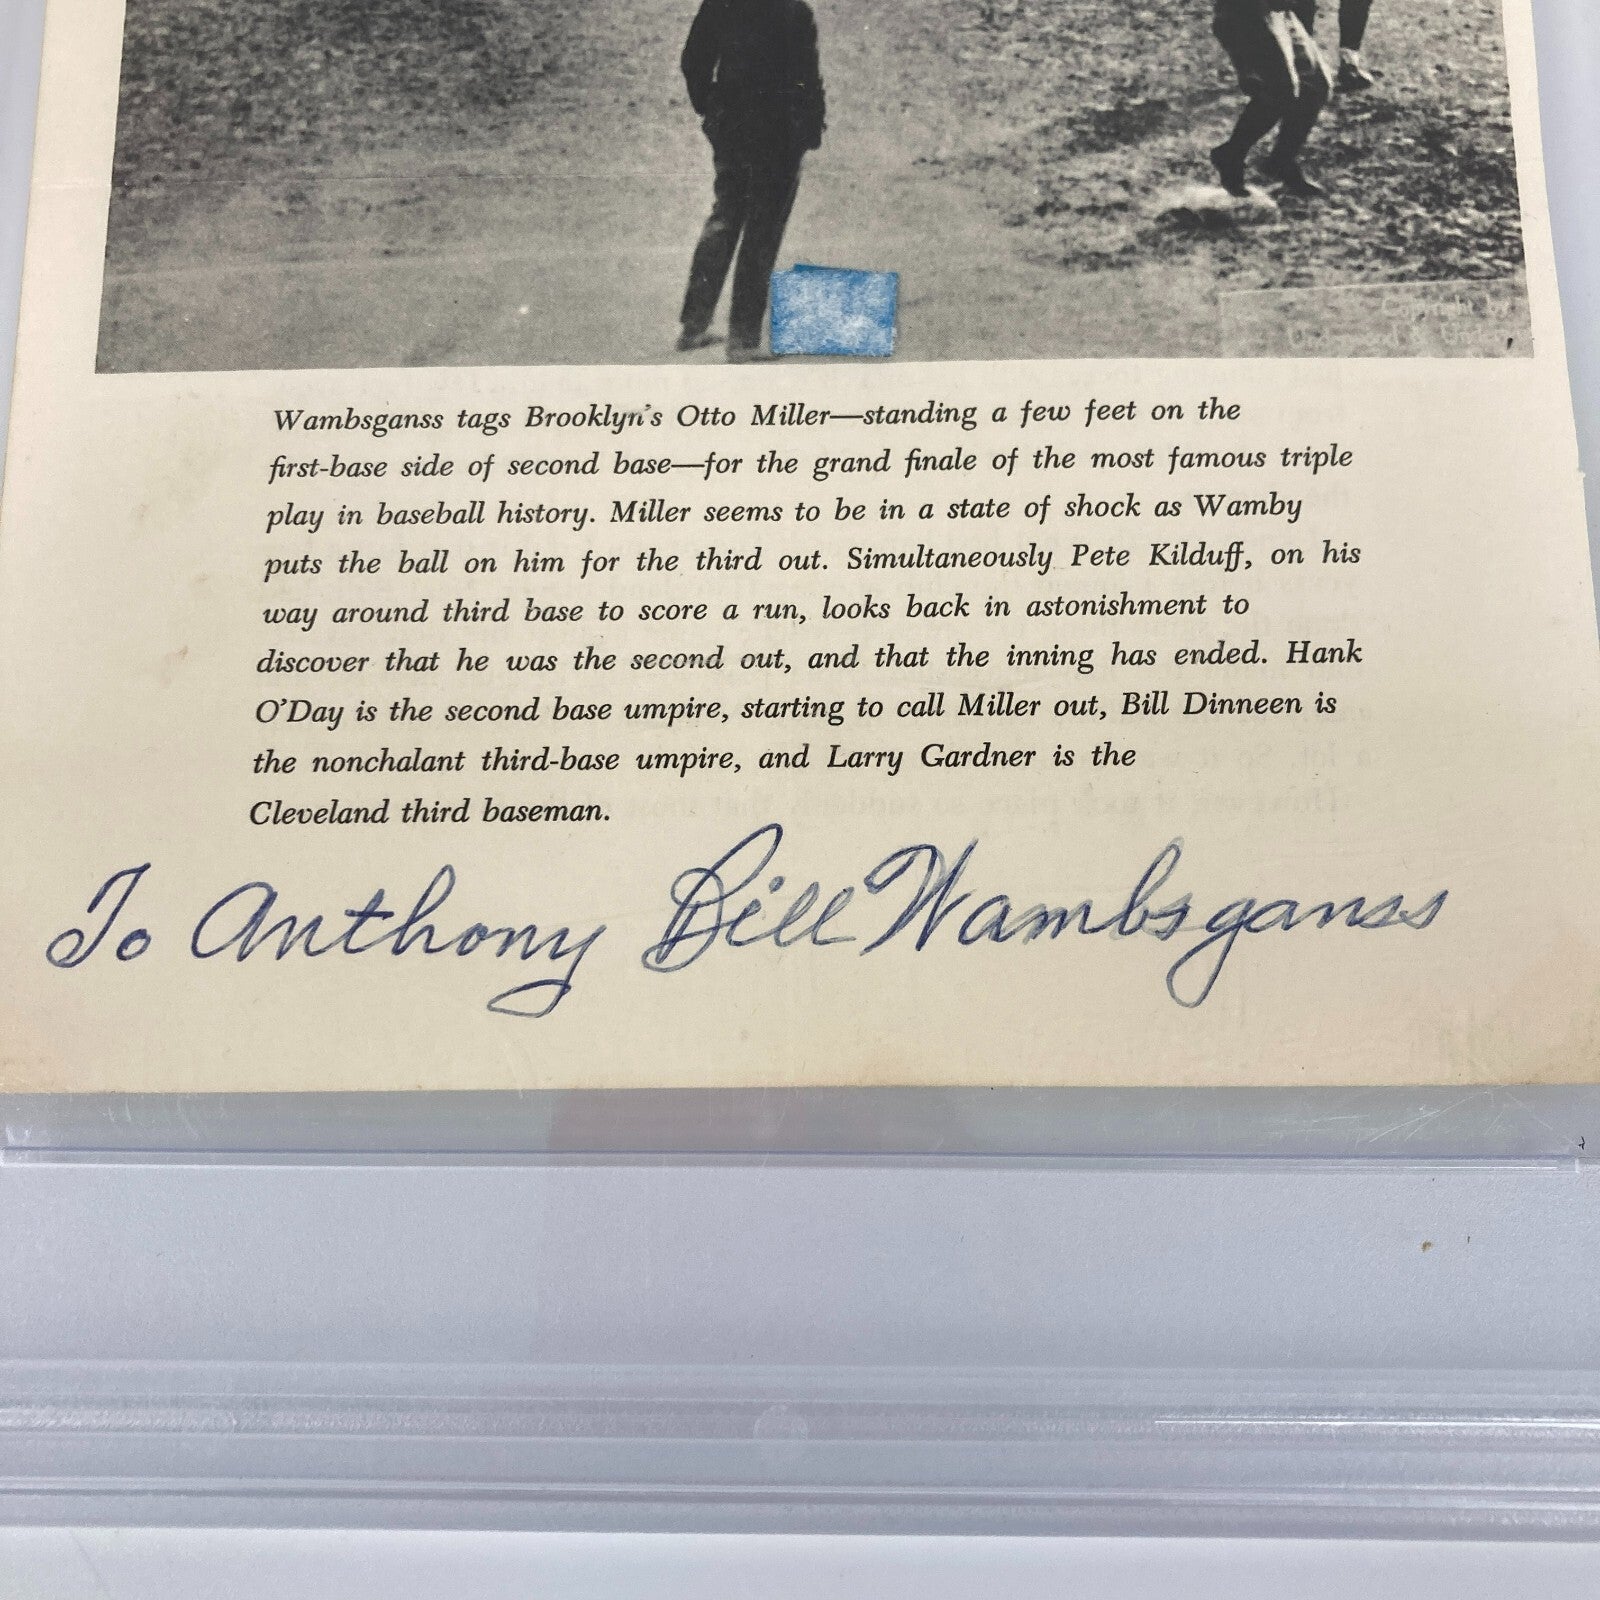 Copyright by
Underwood & Under
Wambsganss tags Brooklyn's Otto Miller—standing a few feet on the
first-base side of second base—for the grand finale of the most famous triple
play in baseball history. Miller seems to be in a state of shock as Wamby
puts the ball on him for the third out. Simultaneously Pete Kilduff, on his
way around third base to score a run, looks back in astonishment to
discover that he was the second out, and that the inning has ended. Hank
O'Day is the second base umpire, starting to call Miller out, Bill Dinneen is
the nonchalant third-base umpire, and Larry Gardner is the
Cleveland third baseman.
To Anthony Bill Wambsganss